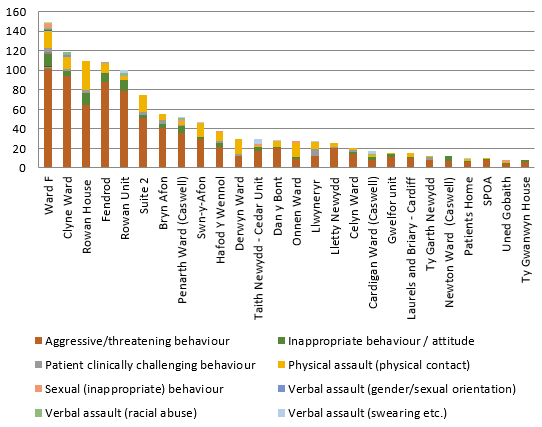 160
140
120
100
80
60
40
20
0
Ward F
Clyne Ward
Rowan House
Fendrod
Rowan Unit
Suite 2
Bryn Afon
Penarth Ward (Caswell)
Swn-y-Afon
Hafod Y Wennol
Derwyn Ward
Taith Newydd - Cedar Unit
Dan y Bont
Onnen Ward
Llwyneryr
Lletty Newydd
Celyn Ward
Cardigan Ward (Caswell)
Gwelfor unit
Laurels and Briary - Cardiff
Ty Garth Newydd
Newton Ward (Caswell)
Patients Home
SPOA
Uned Gobaith
Ty Gwanwyn House
Aggressive/threatening behaviour
Inappropriate behaviour / attitude
Patient clinically challenging behaviour
Physical assault (physical contact)
Sexual (inappropriate) behaviour
Verbal assault (gender/sexual orientation)
Verbal assault (racial abuse)
Verbal assault (swearing etc.)